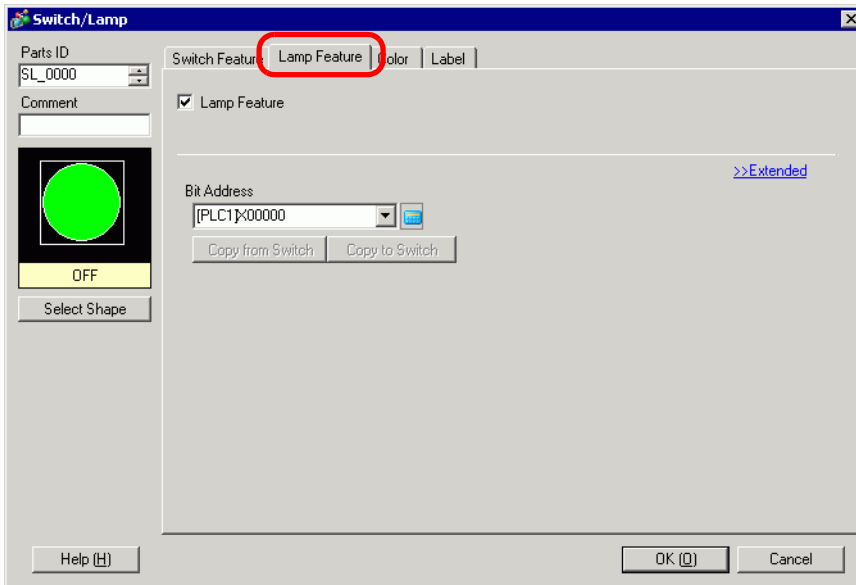 Switch/Lamp
Parts ID
SL_0000
Comment
OFF
Select Shape
Switch Feature Lamp Feature Color Label
Lamp Feature
>>Extended
Bit Address
[PLC1]X00000
Copy from Switch Copy to Switch
Help (H) OK (O) Cancel